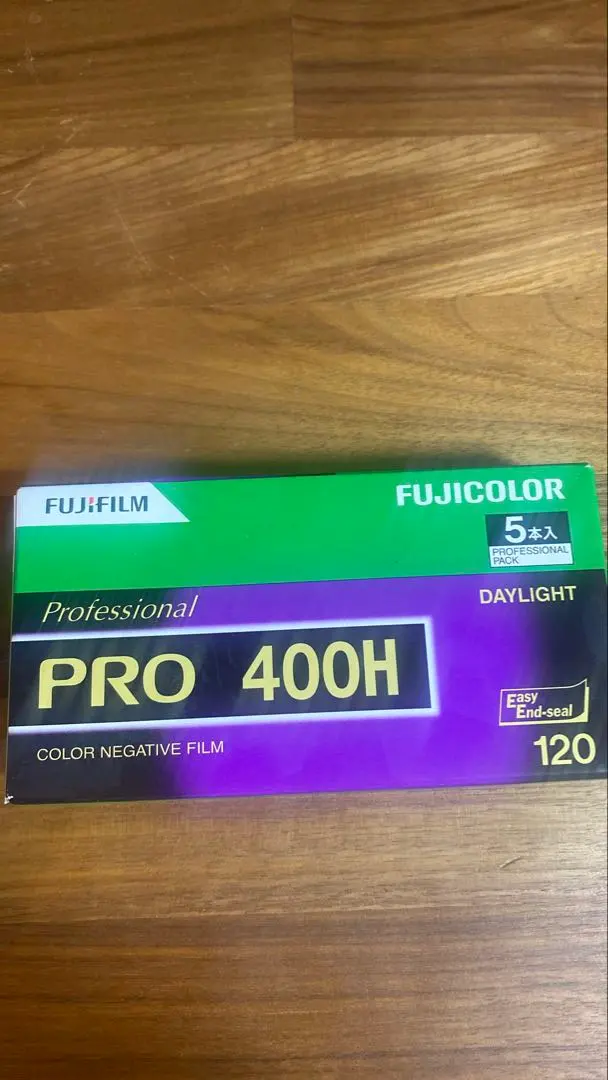 FUJIFILM
FUJICOLOR
5本入
PROFESSIONAL
PACK
Professional
DAYLIGHT
PRO 400H
Easy
End-seal
COLOR NEGATIVE FILM
120